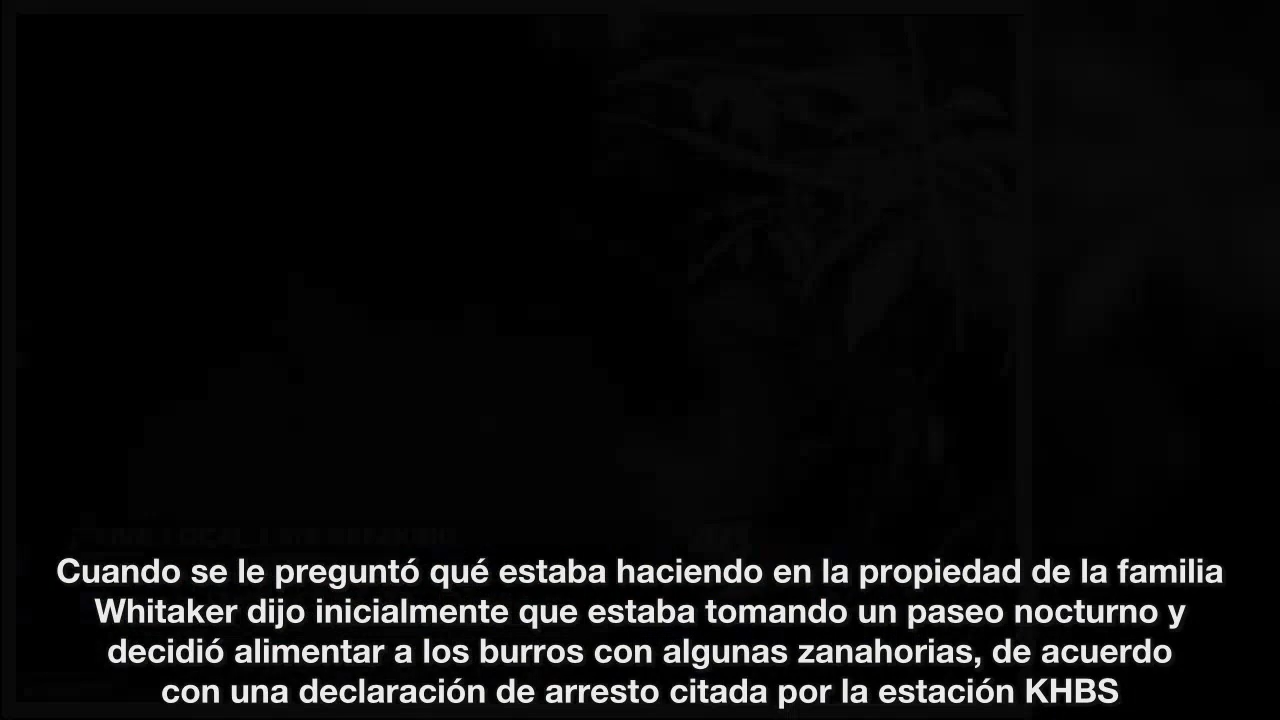 Cuando se le preguntó qué estaba haciendo en la propiedad de la familia
Whitaker dijo inicialmente que estaba tomando un paseo nocturno y
decidió alimentar a los burros con algunas zanahorias, de acuerdo
con una declaración de arresto citada por la estación KHBS